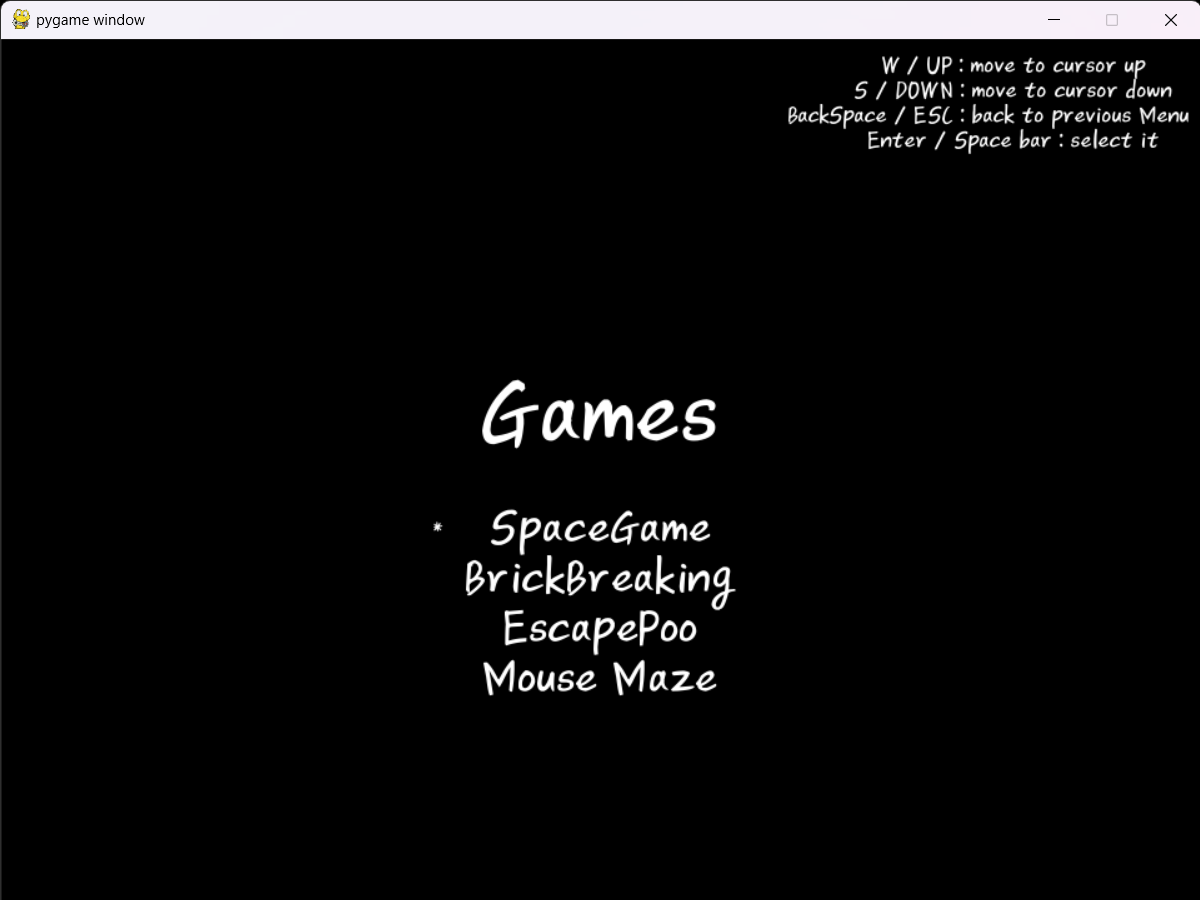 pygame window
W / UP : move to cursor up
S / DOWN : move to cursor down
BackSpace / ESC : back to previous Menu
Enter / Space bar : select it
Games
* SpaceGame
BrickBreaking
EscapePoo
Mouse Maze